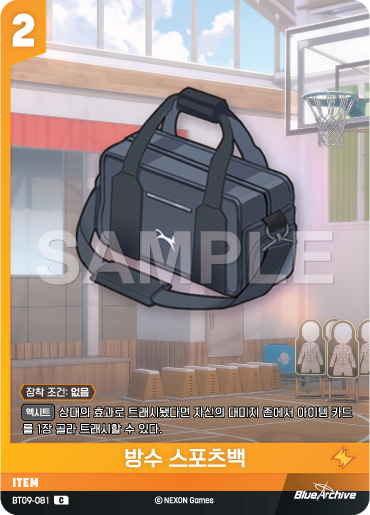 2
SAMPLE
장착 조건: 없음
엑시트 상대의 효과로 트래시됐다면 자신의 대미지 존에서 아이템 카드
를 1장 골라 트래시할 수 있다.
방수 스포츠백
ITEM
BT09-081 C © NEXON Games BlueArchive